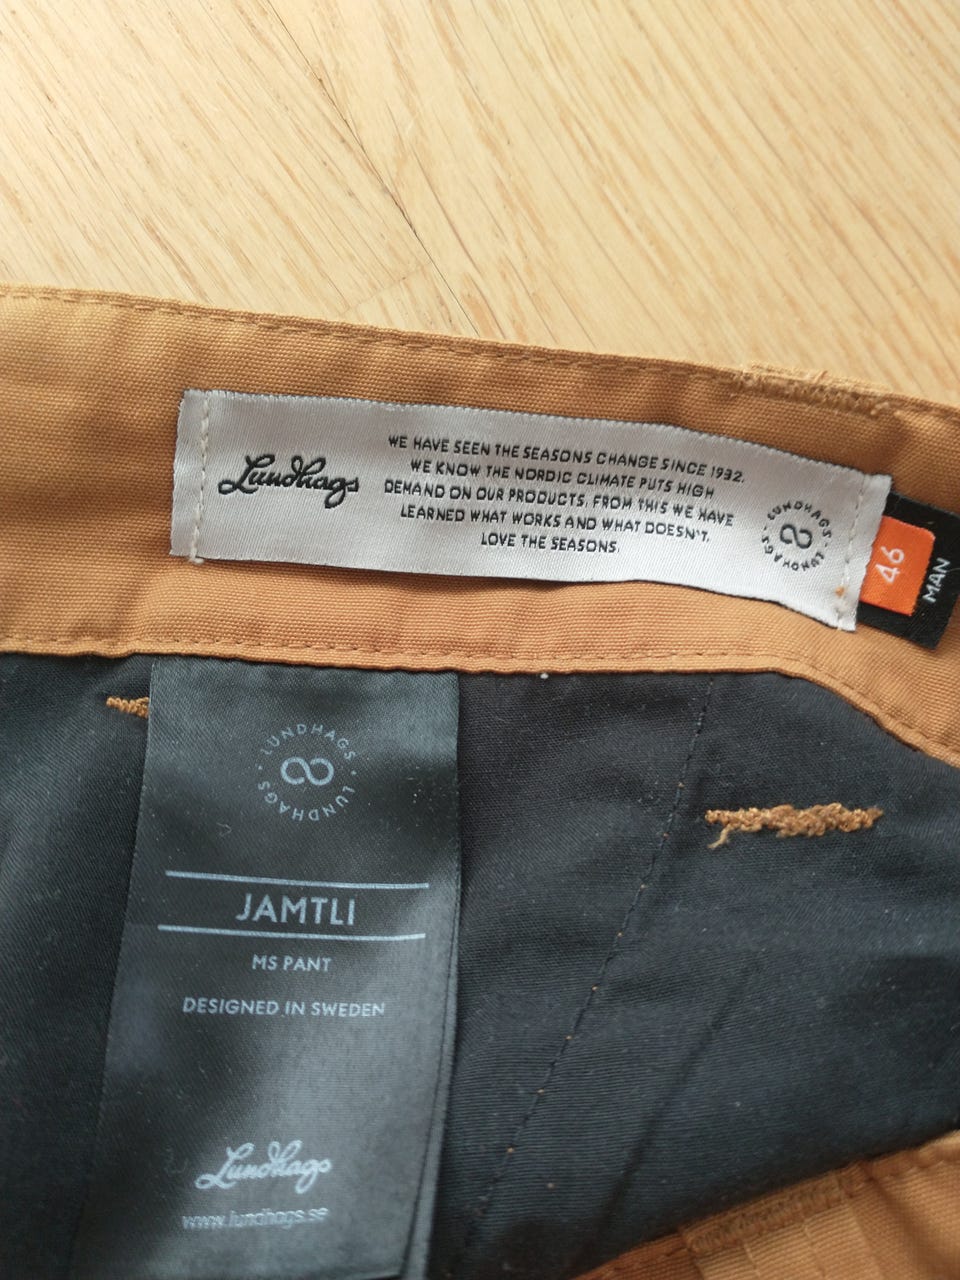 Lundhags
WE HAVE SEEN THE SEASONS CHANGE SINCE 1932.
WE KNOW THE NORDIC CLIMATE PUTS HIGH
DEMAND ON OUR PRODUCTS. FROM THIS WE HAVE
LEARNED WHAT WORKS AND WHAT DOESN'T.
LOVE THE SEASONS.
LUNDHAGS · LUNDHAGS ·
46
MAN
LUNDHAGS · LUNDHAGS ·
JAMTLI
MS PANT
DESIGNED IN SWEDEN
Lundhags
www.lundhags.se